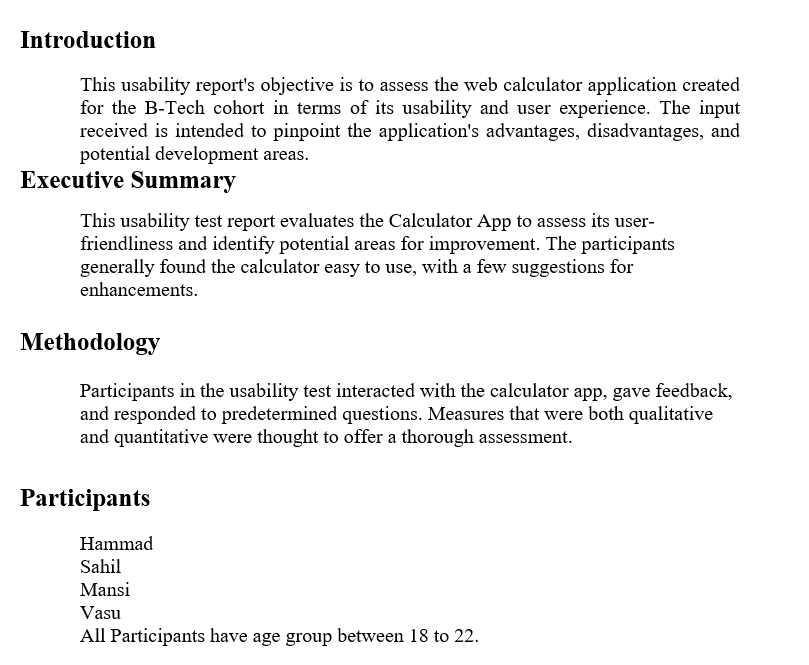 Introduction
This usability report's objective is to assess the web calculator application created
for the B-Tech cohort in terms of its usability and user experience. The input
received is intended to pinpoint the application's advantages, disadvantages, and
potential development areas.
Executive Summary
This usability test report evaluates the Calculator App to assess its user-
friendliness and identify potential areas for improvement. The participants
generally found the calculator easy to use, with a few suggestions for
enhancements.
Methodology
Participants in the usability test interacted with the calculator app, gave feedback,
and responded to predetermined questions. Measures that were both qualitative
and quantitative were thought to offer a thorough assessment.
Participants
Hammad
Sahil
Mansi
Vasu
All Participants have age group between 18 to 22.